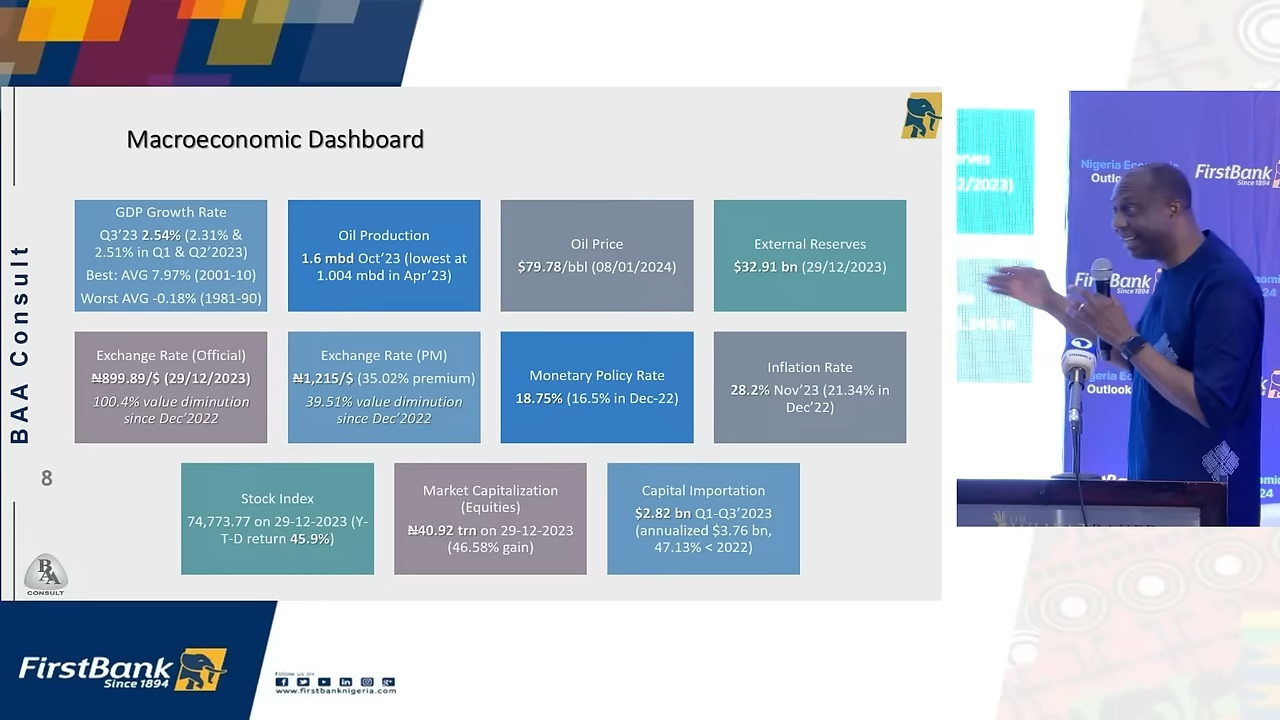 Macroeconomic Dashboard
GDP Growth Rate
Q3’23 2.54% (2.31% &
2.51% in Q1 & Q2’2023)
Best: AVG 7.97% (2001-10)
Worst AVG -0.18% (1981-90)
Oil Production
1.6 mbd Oct’23 (lowest at
1.004 mbd in Apr’23)
Oil Price
$79.78/bbl (08/01/2024)
External Reserves
$32.91 bn (29/12/2023)
Exchange Rate (Official)
₦899.89/$ (29/12/2023)
100.4% value diminution
since Dec’2022
Exchange Rate (PM)
₦1,215/$ (35.02% premium)
39.51% value diminution
since Dec’2022
Monetary Policy Rate
18.75% (16.5% in Dec-22)
Inflation Rate
28.2% Nov’23 (21.34% in
Dec’22)
Stock Index
74,773.77 on 29-12-2023 (Y-
T-D return 45.9%)
Market Capitalization
(Equities)
₦40.92 trn on 29-12-2023
(46.58% gain)
Capital Importation
$2.82 bn Q1-Q3’2023
(annualized $3.76 bn,
47.13% < 2022)
BAA Consult
8
BAA
CONSULT
FirstBank
Since 1894
Follow us on
www.firstbanknigeria.com
Nigeria Economic
FirstBank
Since 1894
FirstBank
Since 1894
Outlook